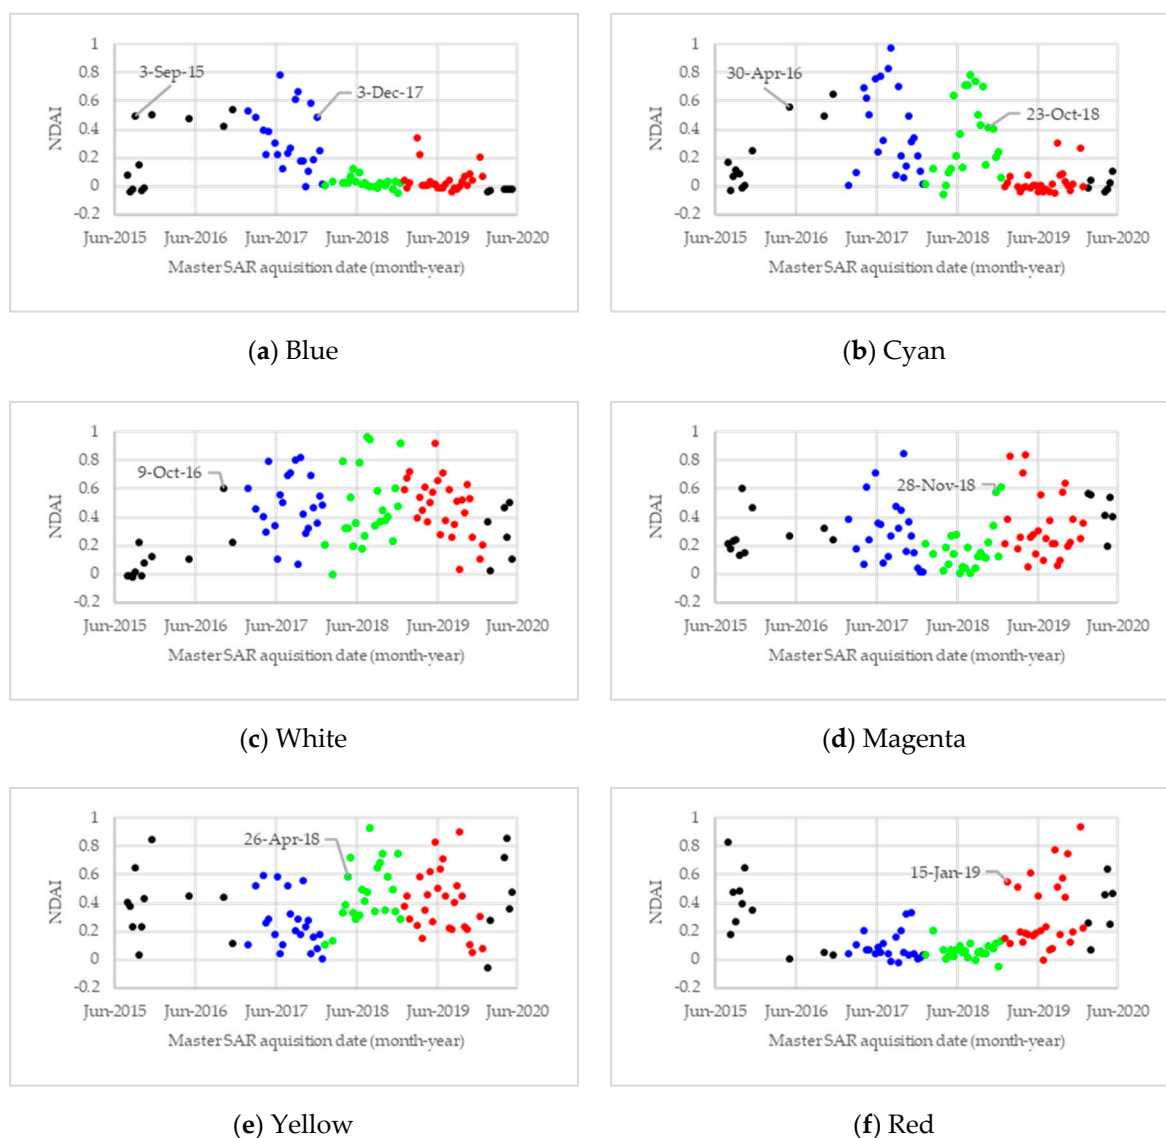 1
0.8
0.6
0.4
0.2
0
-0.2
NDAI
3-Sep-15
3-Dec-17
Jun-2015 Jun-2016 Jun-2017 Jun-2018 Jun-2019 Jun-2020
Master SAR aquisition date (month-year)
(a) Blue
1
0.8
0.6
0.4
0.2
0
-0.2
NDAI
30-Apr-16
23-Oct-18
Jun-2015 Jun-2016 Jun-2017 Jun-2018 Jun-2019 Jun-2020
Master SAR aquisition date (month-year)
(b) Cyan
1
0.8
0.6
0.4
0.2
0
-0.2
NDAI
9-Oct-16
Jun-2015 Jun-2016 Jun-2017 Jun-2018 Jun-2019 Jun-2020
Master SAR aquisition date (month-year)
(c) White
1
0.8
0.6
0.4
0.2
0
-0.2
NDAI
28-Nov-18
Jun-2015 Jun-2016 Jun-2017 Jun-2018 Jun-2019 Jun-2020
Master SAR aquisition date (month-year)
(d) Magenta
1
0.8
0.6
0.4
0.2
0
-0.2
NDAI
26-Apr-18
Jun-2015 Jun-2016 Jun-2017 Jun-2018 Jun-2019 Jun-2020
Master SAR aquisition date (month-year)
(e) Yellow
1
0.8
0.6
0.4
0.2
0
-0.2
NDAI
15-Jan-19
Jun-2015 Jun-2016 Jun-2017 Jun-2018 Jun-2019 Jun-2020
Master SAR aquisition date (month-year)
(f) Red